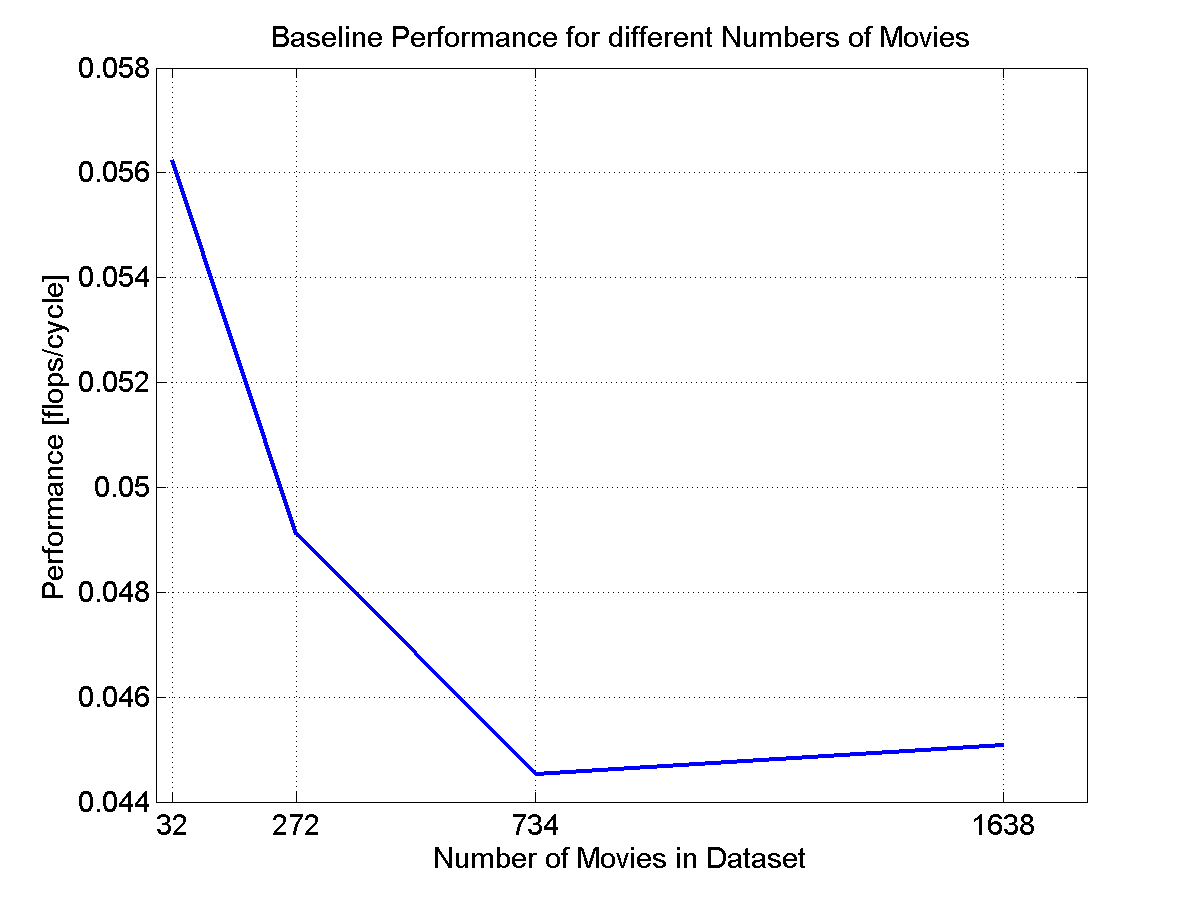 Baseline Performance for different Numbers of Movies
0.058
0.056
0.054
0.052
0.05
0.048
0.046
0.044
Performance [flops/cycle]
32 272 734 1638
Number of Movies in Dataset